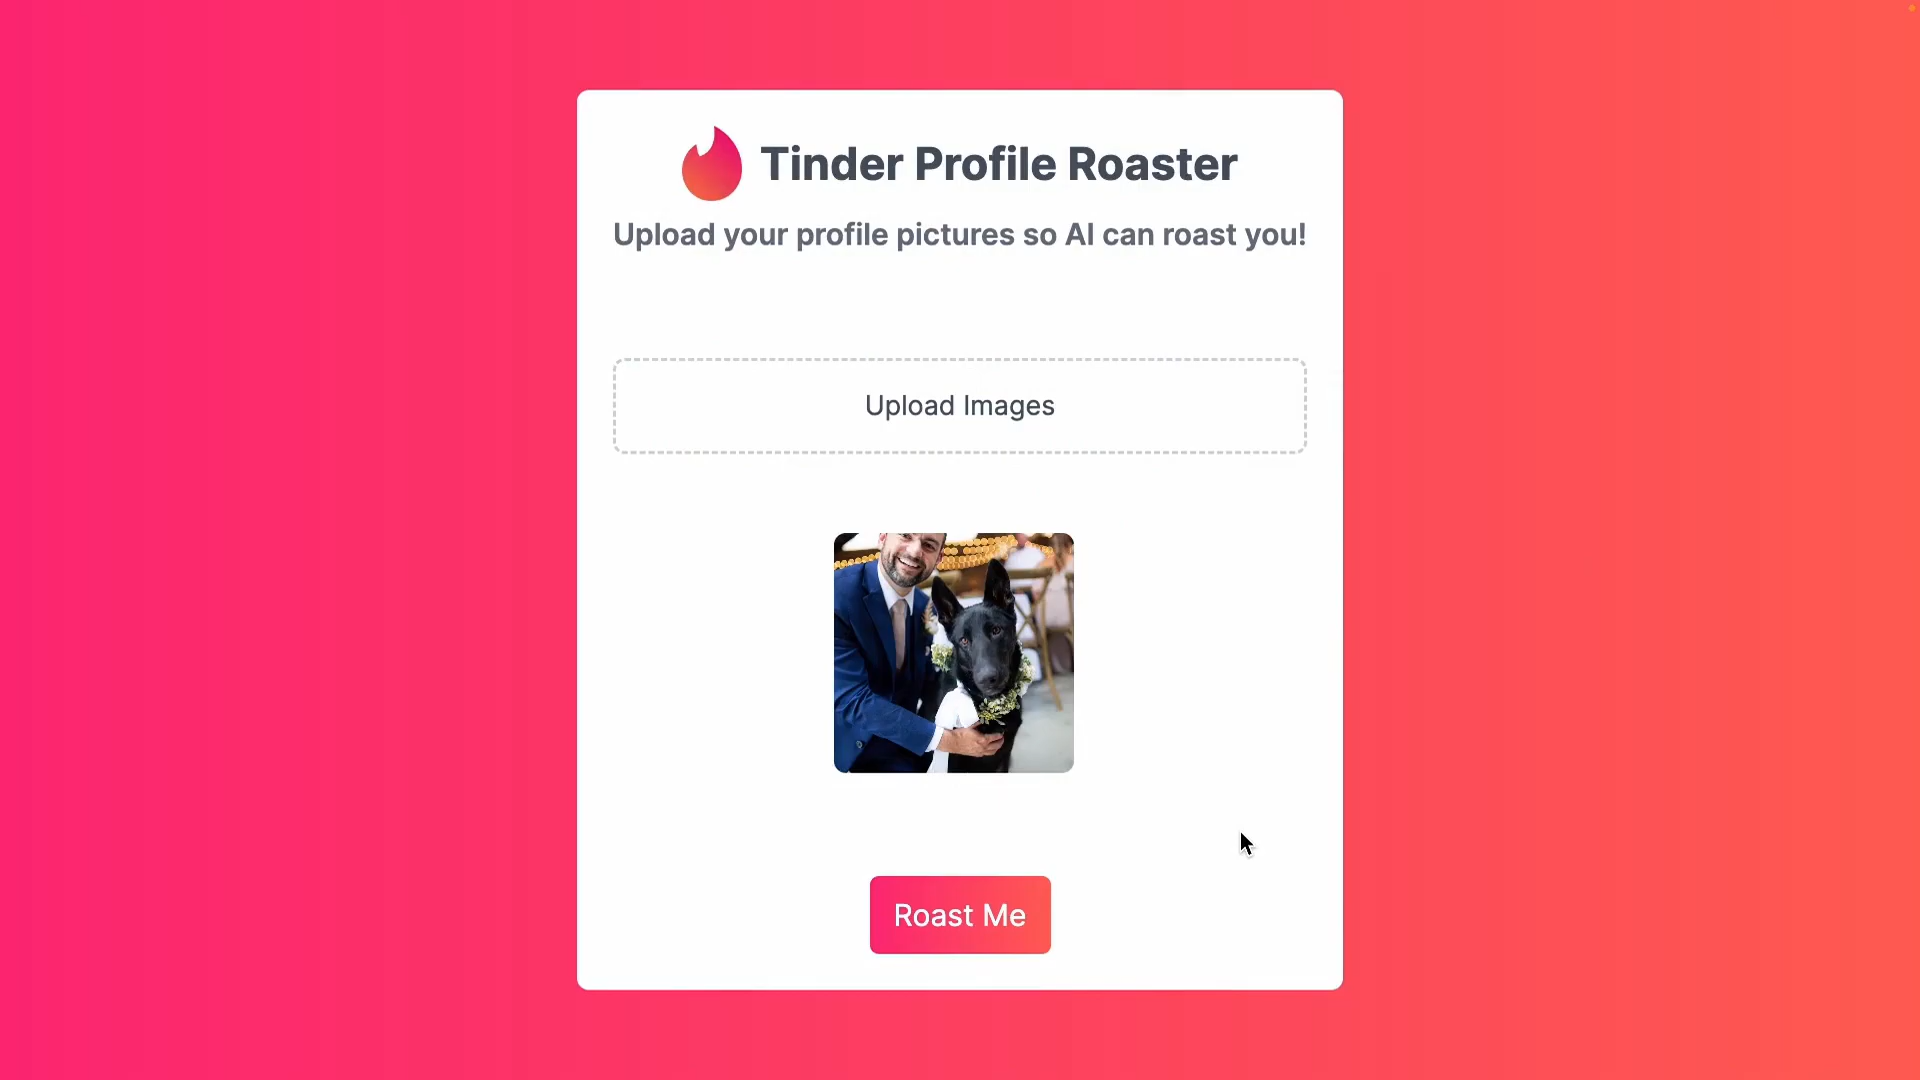 Tinder Profile Roaster
Upload your profile pictures so AI can roast you!
Upload Images
Roast Me